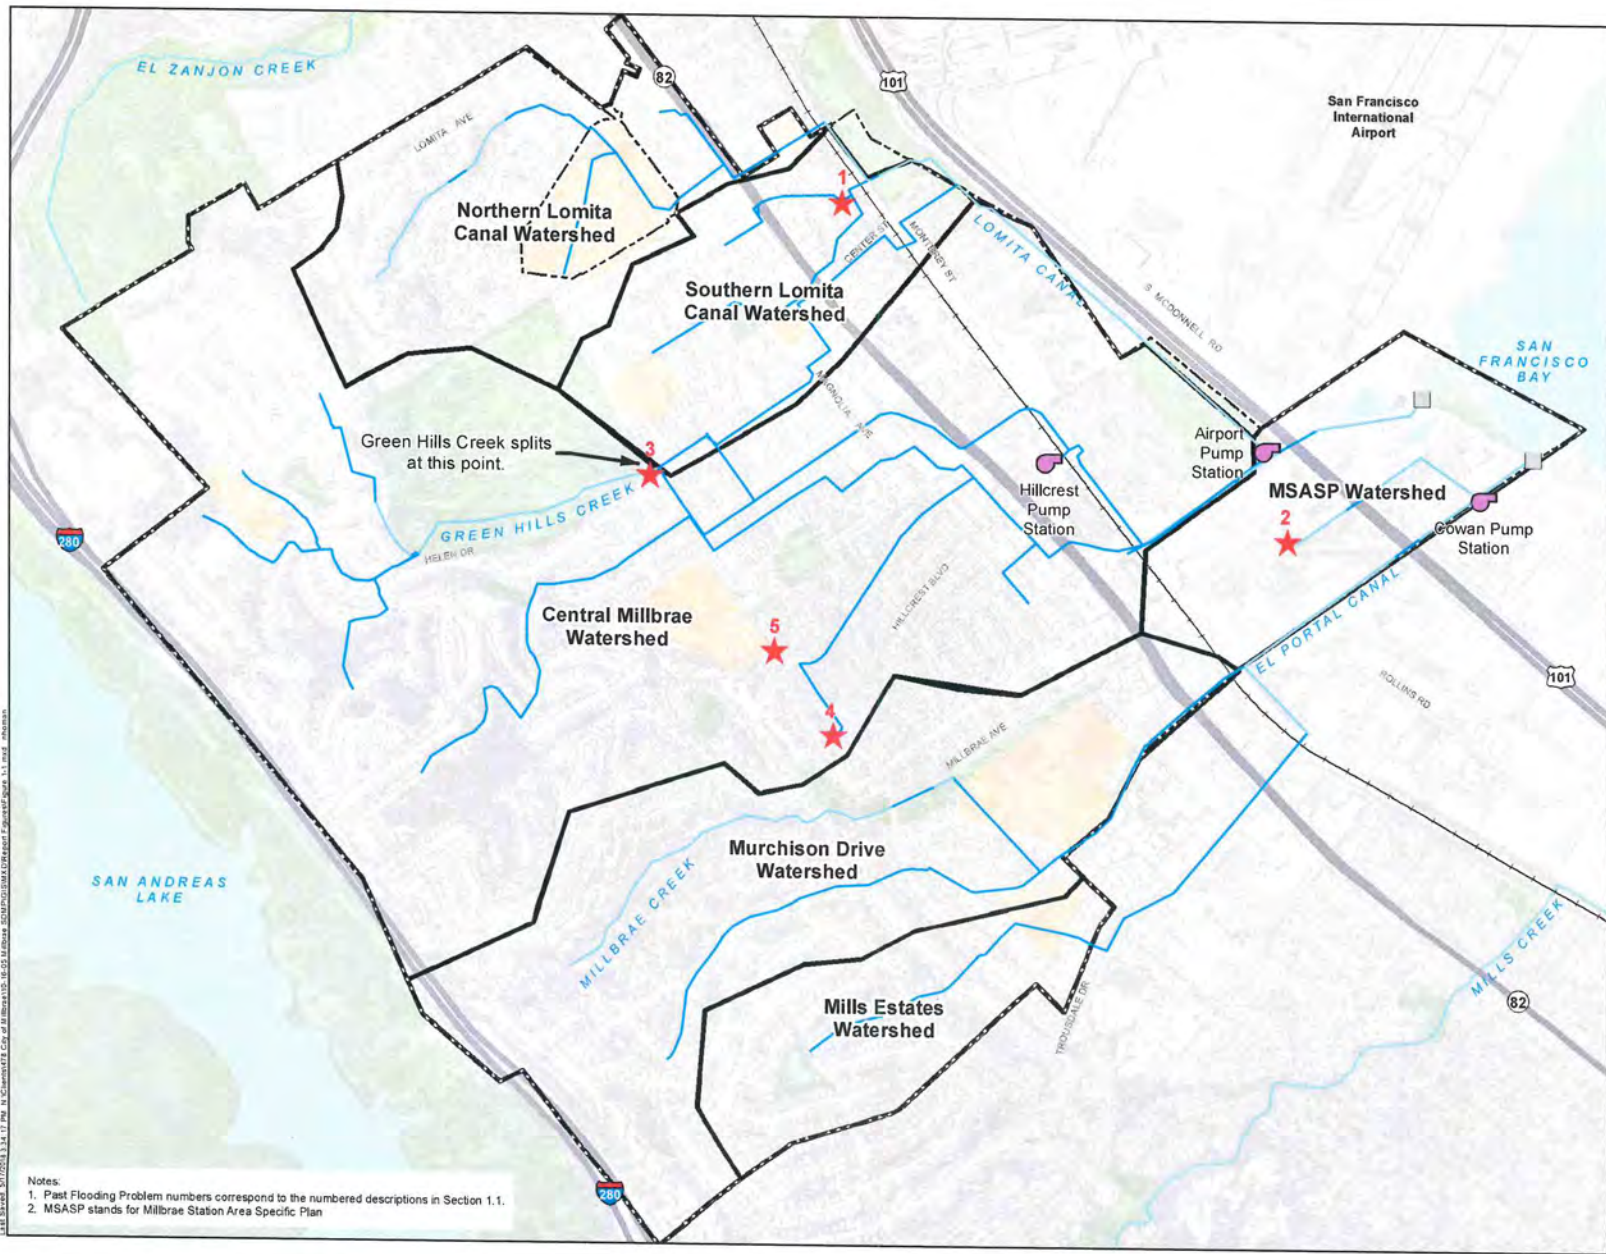 EL ZANJON CREEK
82
101
San Francisco
International
Airport
LOMITA AVE
1
Northern Lomita
Canal Watershed
CENTER ST
MONTEREY ST
LOMITA CANAL
Southern Lomita
Canal Watershed
S MCDONNELL RD
SAN
FRANCISCO
BAY
MAGNOLIA AVE
Green Hills Creek splits
at this point.
3
Airport
Pump
Station
Hillcrest
Pump
Station
MSASP Watershed
2
Cowan Pump
Station
GREEN HILLS CREEK
280
HELEN DR
HILLCREST BLVD
Central Millbrae
Watershed
5
EL PORTAL CANAL
101
ROLLINS RD
4
MILLBRAE AVE
Murchison Drive
Watershed
SAN ANDREAS
LAKE
MILLBRAE CREEK
MILLS CREEK
82
Mills Estates
Watershed
TROUSDALE DR
280
Notes:
1. Past Flooding Problem numbers correspond to the numbered descriptions in Section 1.1.
2. MSASP stands for Millbrae Station Area Specific Plan